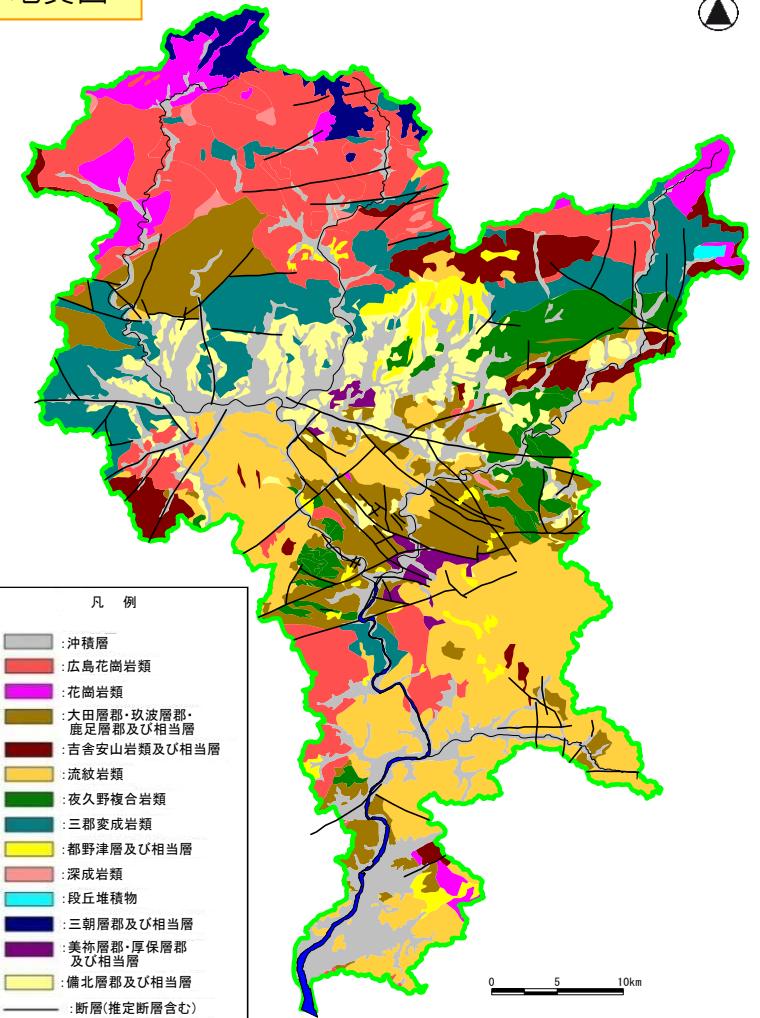 凡 例
:沖積層
:広島花崗岩類
:花崗岩類
:大田層郡・玖波層郡・
鹿足層郡及び相当層
:吉舎安山岩類及び相当層
:流紋岩類
:夜久野複合岩類
:三郡変成岩類
:都野津層及び相当層
:深成岩類
:段丘堆積物
:三朝層郡及び相当層
:美祢層郡・厚保層郡
及び相当層
:備北層郡及び相当層
:断層(推定断層含む)
0 5 10km